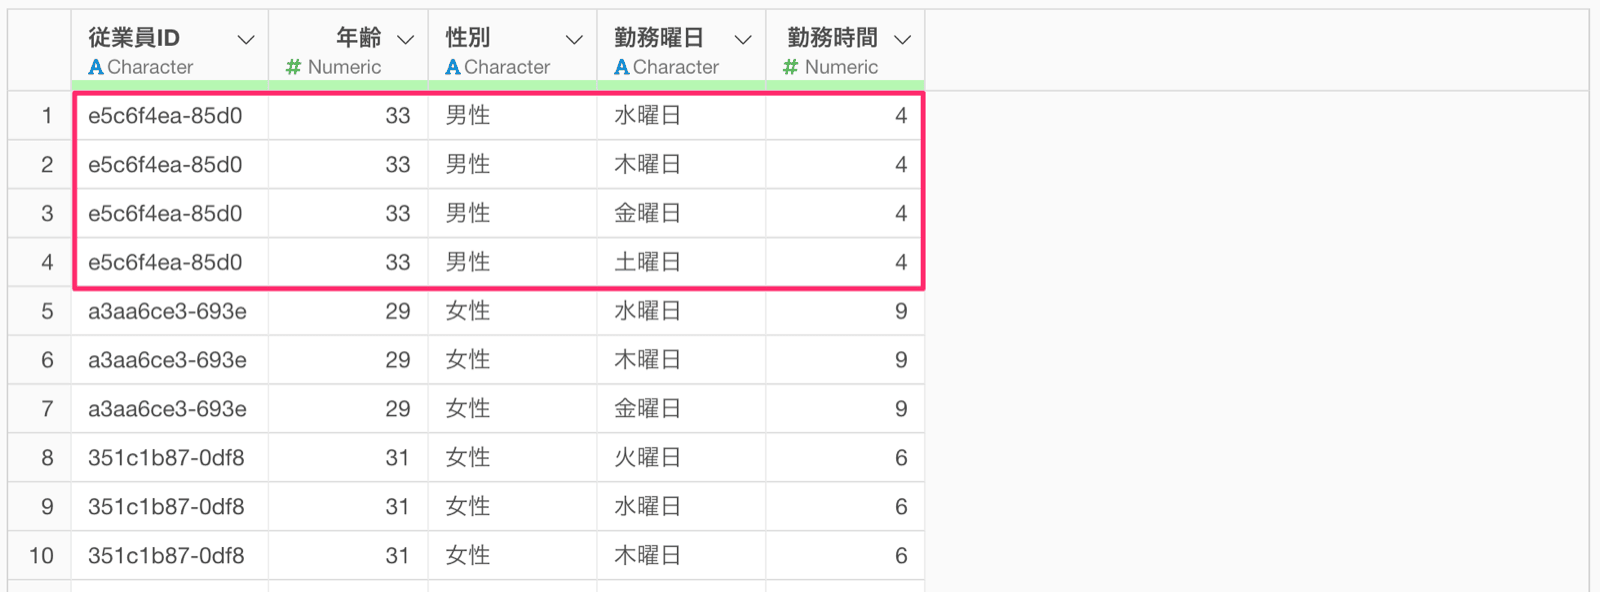 従業員ID 年齢 性別 勤務曜日 勤務時間
A Character # Numeric A Character A Character # Numeric
1 e5c6f4ea-85d0 33 男性 水曜日 4
2 e5c6f4ea-85d0 33 男性 木曜日 4
3 e5c6f4ea-85d0 33 男性 金曜日 4
4 e5c6f4ea-85d0 33 男性 土曜日 4
5 a3aa6ce3-693e 29 女性 水曜日 9
6 a3aa6ce3-693e 29 女性 木曜日 9
7 a3aa6ce3-693e 29 女性 金曜日 9
8 351c1b87-0df8 31 女性 火曜日 6
9 351c1b87-0df8 31 女性 水曜日 6
10 351c1b87-0df8 31 女性 木曜日 6